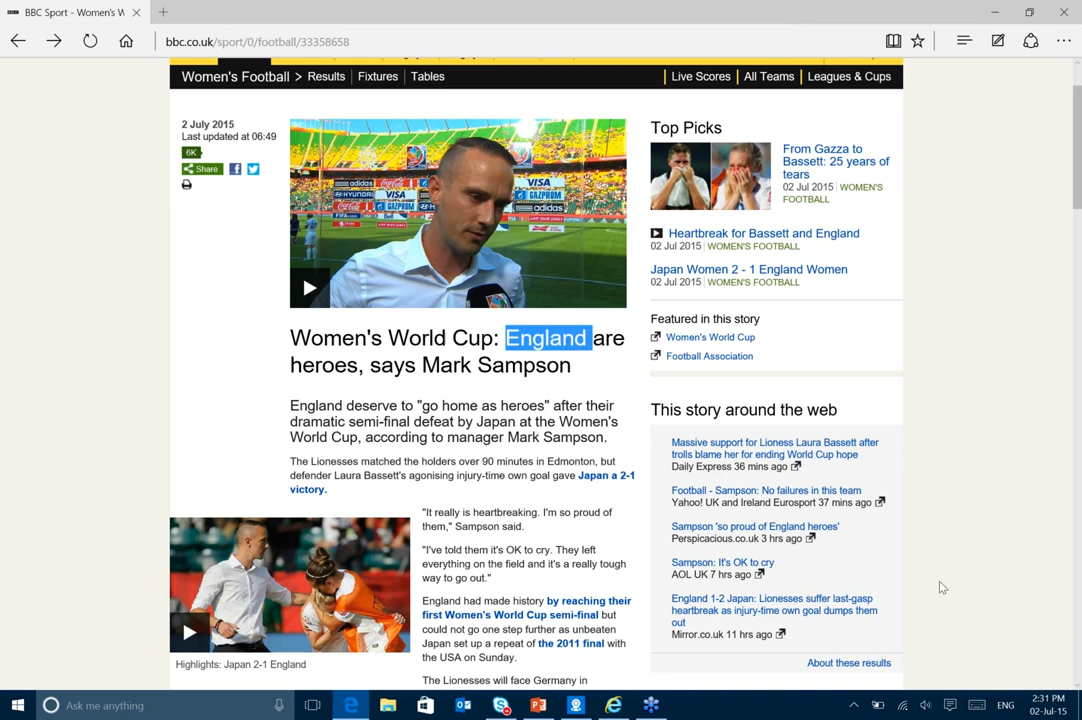 BBC Sport - Women's W
bbc.co.uk/sport/0/football/33358658
Women's Football > Results | Fixtures | Tables
Live Scores | All Teams | Leagues & Cups
2 July 2015
Last updated at 06:49
6K
Share
adidas
Coca-Cola
VISA
HYUNDAI
GAZPROM
Women's World Cup: England are
heroes, says Mark Sampson
England deserve to "go home as heroes" after their
dramatic semi-final defeat by Japan at the Women's
World Cup, according to manager Mark Sampson.
The Lionesses matched the holders over 90 minutes in Edmonton, but
defender Laura Bassett's agonising injury-time own goal gave Japan a 2-1
victory.
"It really is heartbreaking. I'm so proud of
them," Sampson said.
"I've told them it's OK to cry. They left
everything on the field and it's a really tough
way to go out."
England had made history by reaching their
first Women's World Cup semi-final but
could not go one step further as unbeaten
Japan set up a repeat of the 2011 final with
the USA on Sunday.
The Lionesses will face Germany in
Highlights: Japan 2-1 England
Top Picks
From Gazza to
Bassett: 25 years of
tears
02 Jul 2015 | WOMEN'S
FOOTBALL
Heartbreak for Bassett and England
02 Jul 2015 | WOMEN'S FOOTBALL
Japan Women 2 - 1 England Women
02 Jul 2015 | WOMEN'S FOOTBALL
Featured in this story
Women's World Cup
Football Association
This story around the web
Massive support for Lioness Laura Bassett after
trolls blame her for ending World Cup hope
Daily Express 36 mins ago
Football - Sampson: No failures in this team
Yahoo! UK and Ireland Eurosport 37 mins ago
Sampson 'so proud of England heroes'
Perspicacious.co.uk 3 hrs ago
Sampson: It's OK to cry
AOL UK 7 hrs ago
England 1-2 Japan: Lionesses suffer last-gasp
heartbreak as injury-time own goal dumps them
out
Mirror.co.uk 11 hrs ago
About these results
Ask me anything
ENG
2:31 PM
02-Jul-15